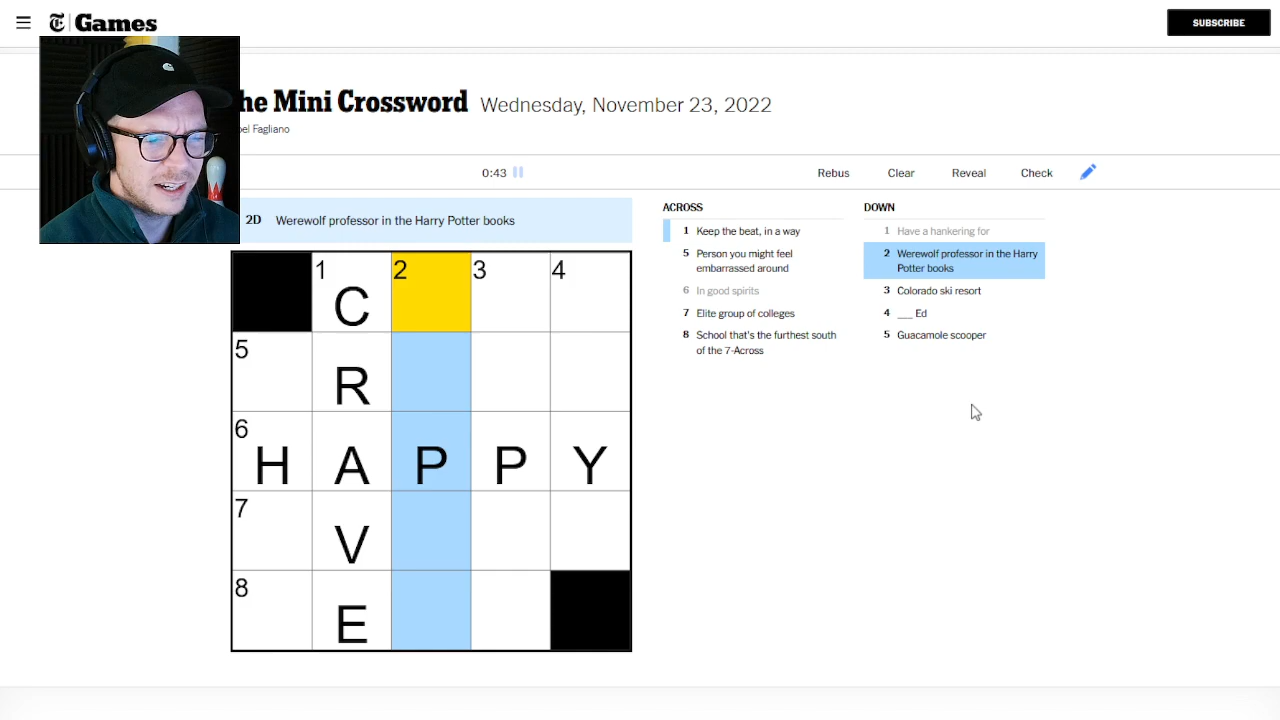 Games
SUBSCRIBE
he Mini Crossword Wednesday, November 23, 2022
Fagliano
0:43
Rebus Clear Reveal Check
2D Werewolf professor in the Harry Potter books
1 2 3 4
C
5
R
6
H A P P Y
7
V
8
E
ACROSS
1 Keep the beat, in a way
5 Person you might feel
embarrassed around
6 In good spirits
7 Elite group of colleges
8 School that's the furthest south
of the 7-Across
DOWN
1 Have a hankering for
2 Werewolf professor in the Harry
Potter books
3 Colorado ski resort
4 ___ Ed
5 Guacamole scooper